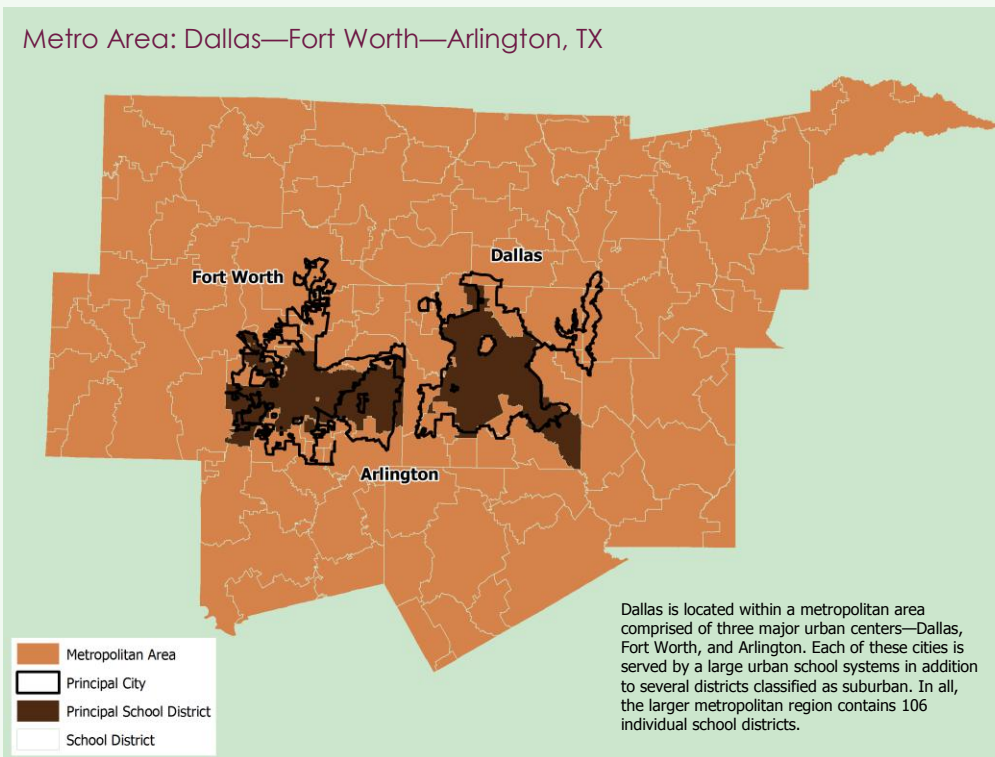 Metro Area: Dallas—Fort Worth—Arlington, TX
Dallas
Fort Worth
Arlington
Dallas is located within a metropolitan area
comprised of three major urban centers—Dallas,
Fort Worth, and Arlington. Each of these cities is
served by a large urban school systems in addition
to several districts classified as suburban. In all,
the larger metropolitan region contains 106
individual school districts.
Metropolitan Area
Principal City
Principal School District
School District